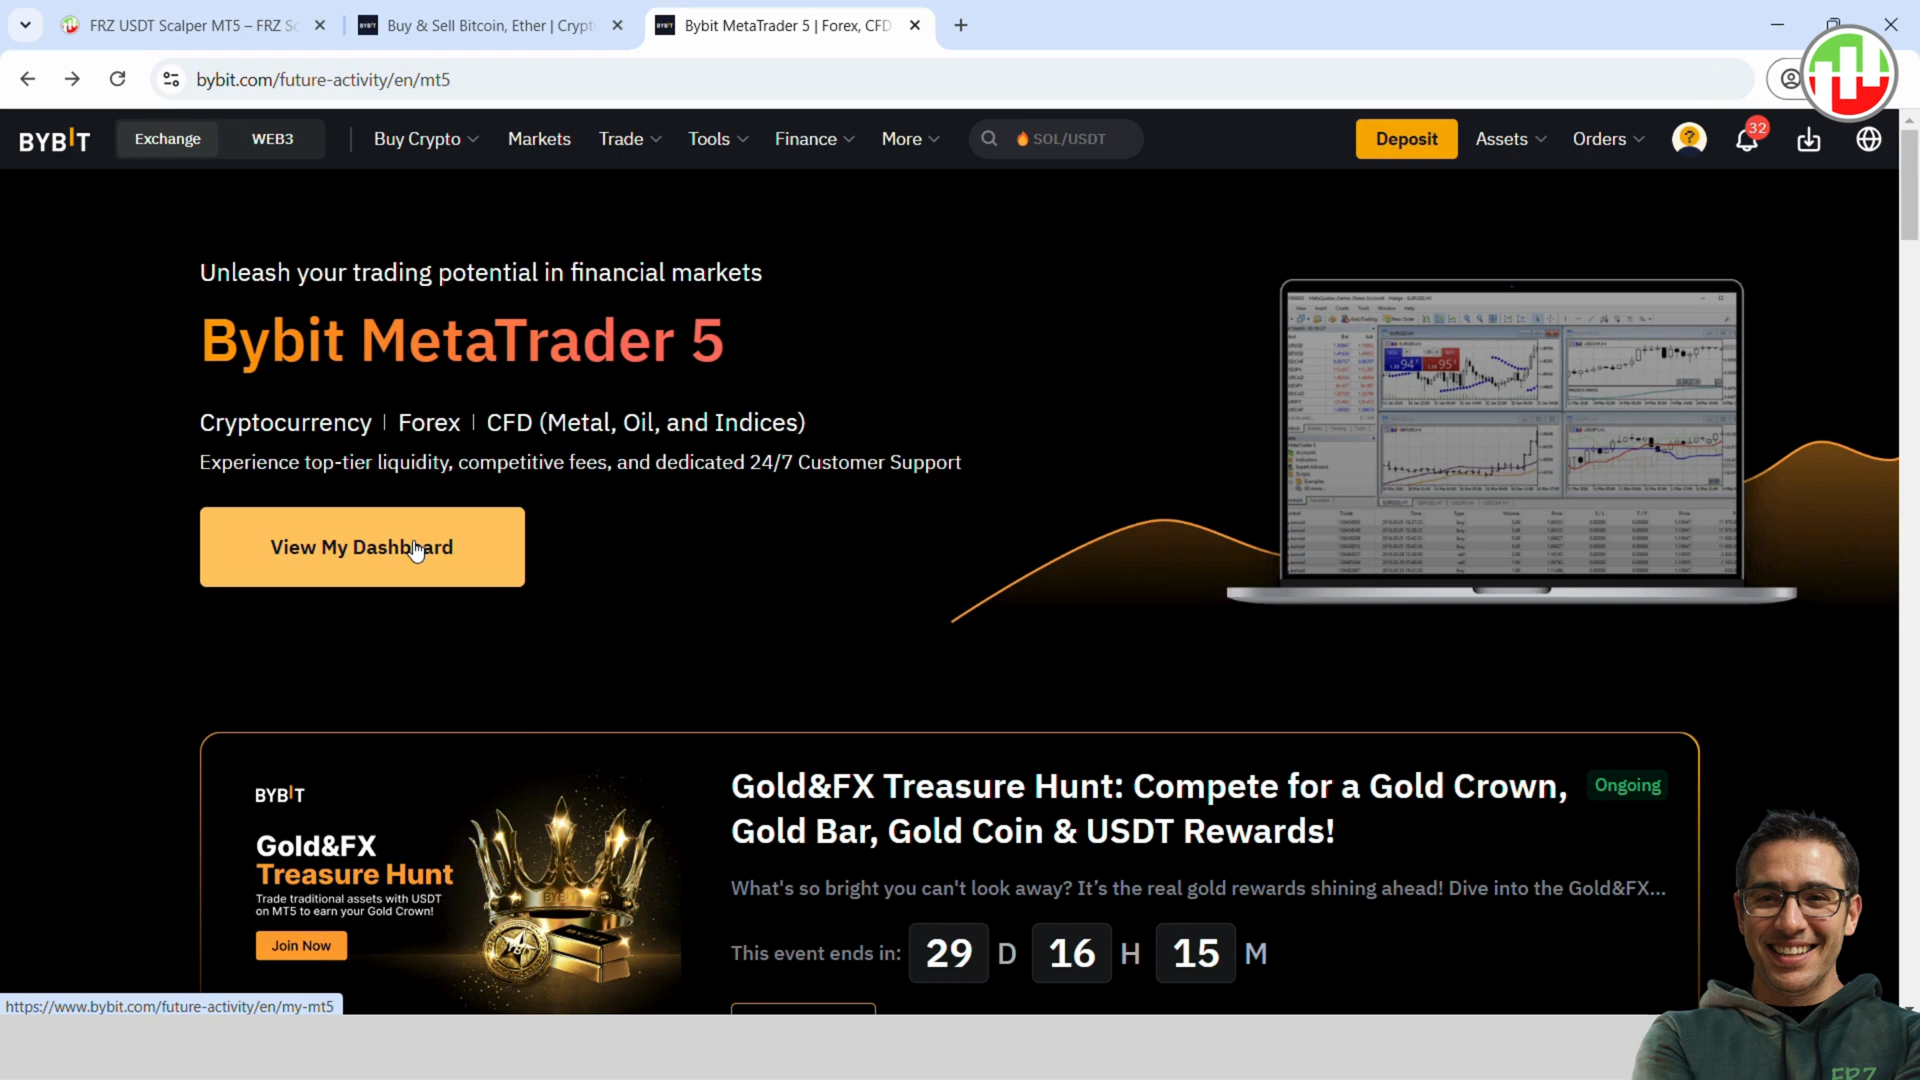 FRZ USDT Scalper MT5 – FRZ Sc
Buy & Sell Bitcoin, Ether | Crypt
Bybit MetaTrader 5 | Forex, CFD
bybit.com/future-activity/en/mt5
BYBIT
Exchange
WEB3
Buy Crypto
Markets
Trade
Tools
Finance
More
SOL/USDT
Deposit
Assets
Orders
32
Unleash your trading potential in financial markets
Bybit MetaTrader 5
Cryptocurrency | Forex | CFD (Metal, Oil, and Indices)
Experience top-tier liquidity, competitive fees, and dedicated 24/7 Customer Support
View My Dashboard
BYBIT
Gold&FX
Treasure Hunt
Trade traditional assets with USDT
on MT5 to earn your Gold Crown!
Join Now
Gold&FX Treasure Hunt: Compete for a Gold Crown,
Gold Bar, Gold Coin & USDT Rewards!
Ongoing
What's so bright you can't look away? It’s the real gold rewards shining ahead! Dive into the Gold&FX...
This event ends in: 29 D 16 H 15 M
https://www.bybit.com/future-activity/en/my-mt5
FRZ